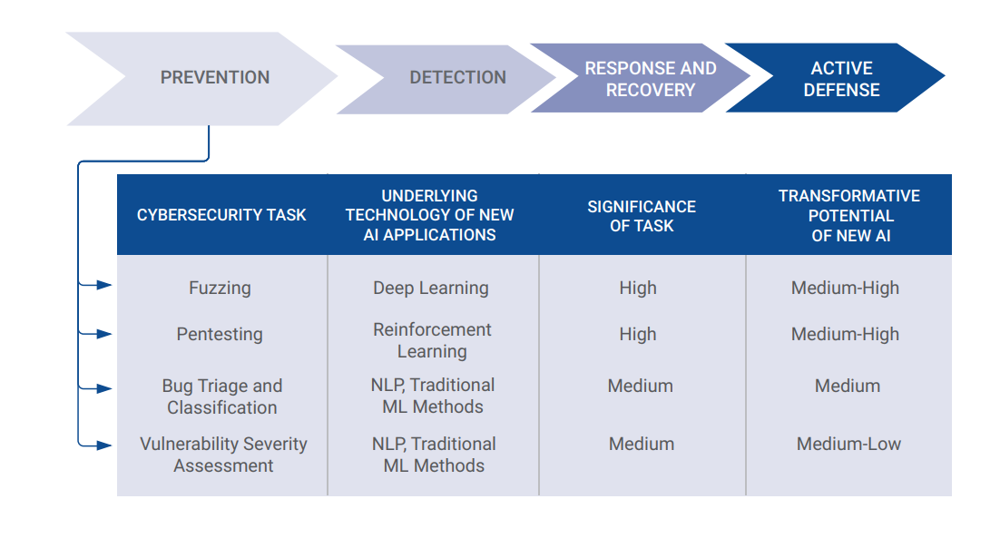 PREVENTION
DETECTION
RESPONSE AND
RECOVERY
ACTIVE
DEFENSE
CYBERSECURITY TASK
UNDERLYING
TECHNOLOGY OF NEW
AI APPLICATIONS
SIGNIFICANCE
OF TASK
TRANSFORMATIVE
POTENTIAL
OF NEW AI
Fuzzing
Deep Learning
High
Medium-High
Pentesting
Reinforcement
Learning
High
Medium-High
Bug Triage and
Classification
NLP, Traditional
ML Methods
Medium
Medium
Vulnerability Severity
Assessment
NLP, Traditional
ML Methods
Medium
Medium-Low